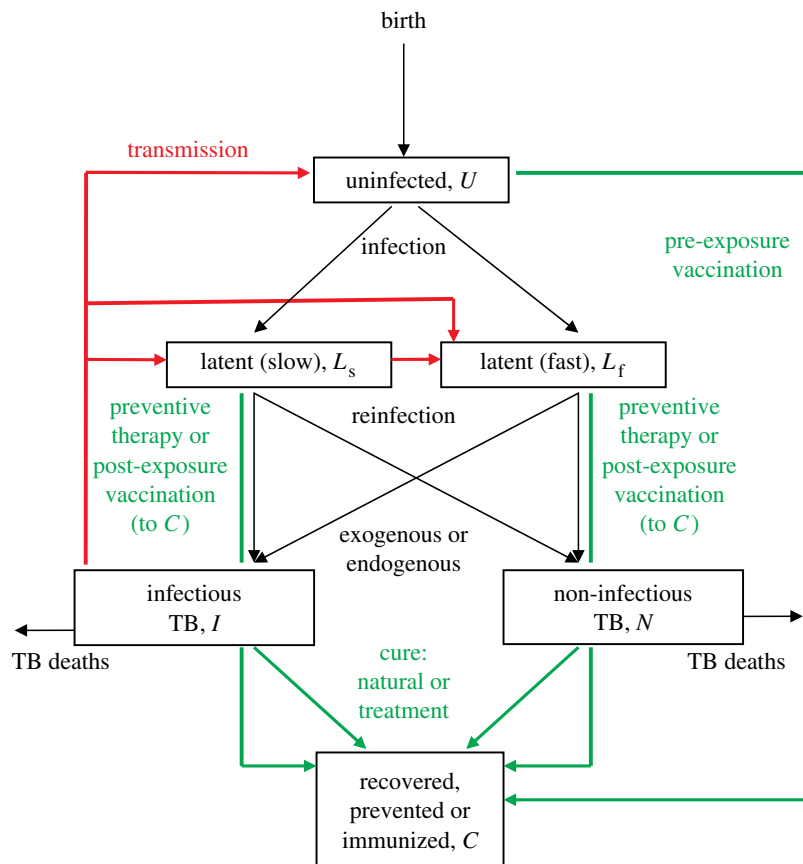 birth
transmission
uninfected, U
infection
pre-exposure
vaccination
latent (slow), Ls
latent (fast), Lf
preventive
therapy or
post-exposure
vaccination
(to C)
reinfection
preventive
therapy or
post-exposure
vaccination
(to C)
exogenous or
endogenous
infectious
TB, I
non-infectious
TB, N
TB deaths
TB deaths
cure:
natural or
treatment
recovered,
prevented or
immunized, C